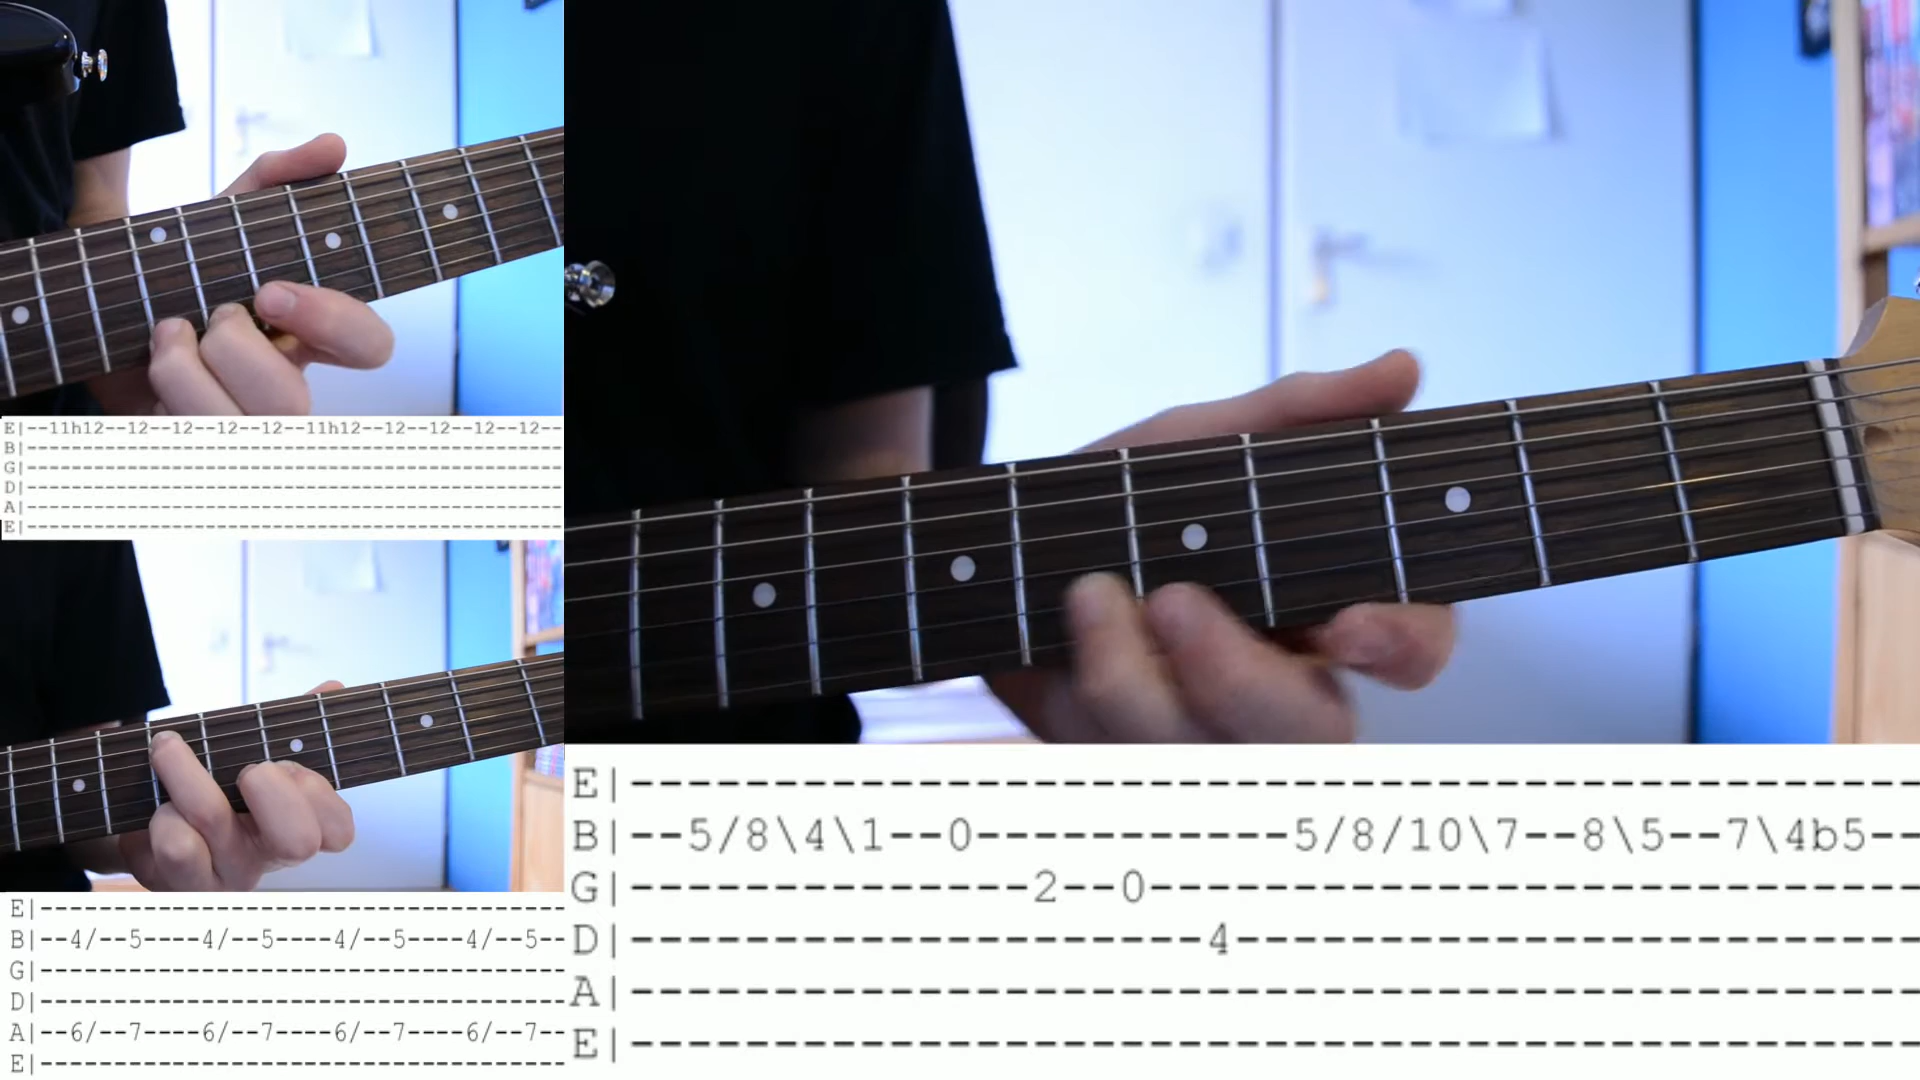 E|--11h12--12--12--12--12--11h12--12--12--12--12--
B|-------------------------------------------------
G|-------------------------------------------------
D|-------------------------------------------------
A|-------------------------------------------------
E|-------------------------------------------------
E|------------------------------------
B|--4/--5----4/--5----4/--5----4/--5--
G|------------------------------------
D|------------------------------------
A|--6/--7----6/--7----6/--7----6/--7--
E|------------------------------------
E|---------------------------------------------
B|--5/8\4\1--0-----------5/8/10\7--8\5--7\4b5--
G|--------------2--0---------------------------
D|--------------------4------------------------
A|---------------------------------------------
E|---------------------------------------------